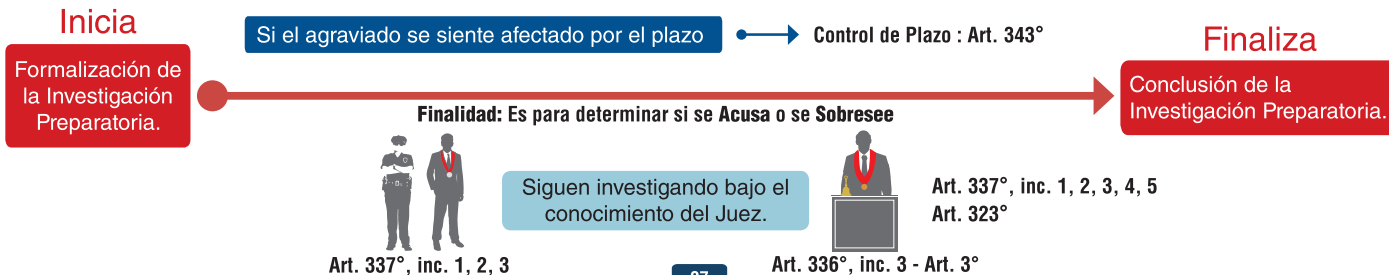 Inicia
Formalización de
la Investigación
Preparatoria.
Si el agraviado se siente afectado por el plazo
Control de Plazo : Art. 343°
Finaliza
Conclusión de la
Investigación Preparatoria.
Finalidad: Es para determinar si se Acusa o se Sobresee
Siguen investigando bajo el
conocimiento del Juez.
Art. 337°, inc. 1, 2, 3, 4, 5
Art. 323°
Art. 337°, inc. 1, 2, 3
Art. 336°, inc. 3 - Art. 3°